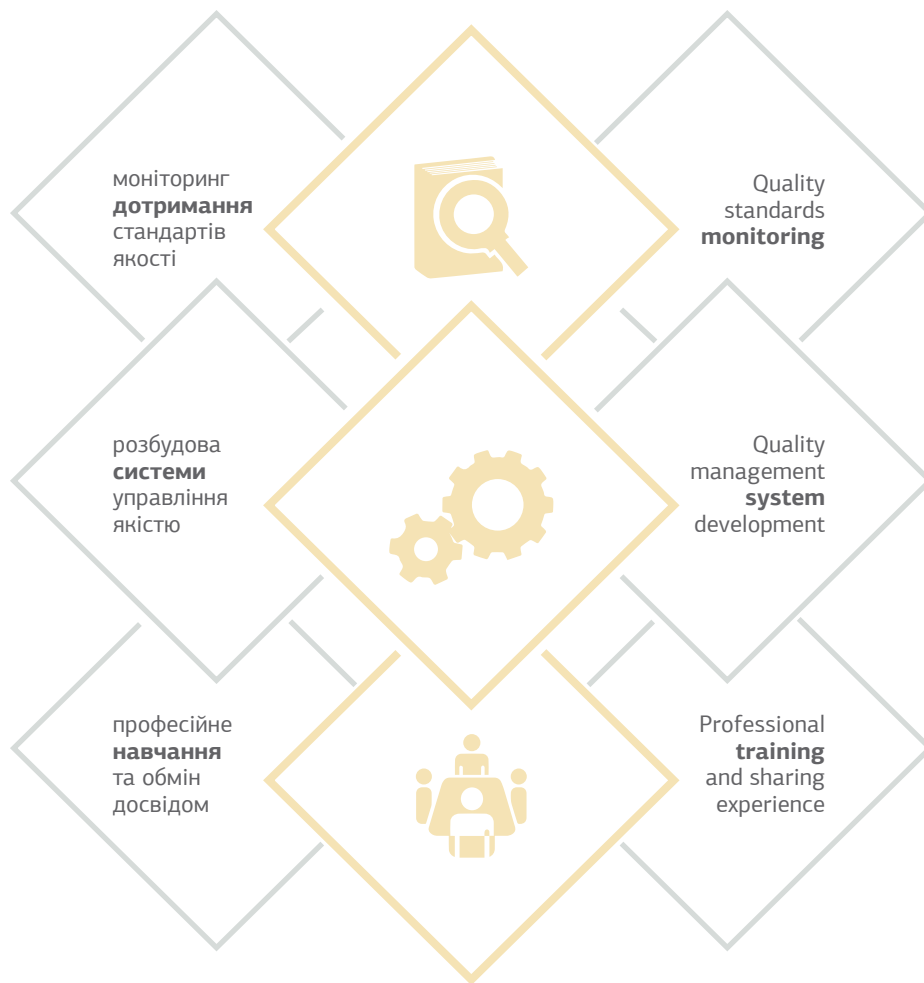 моніторинг
дотримання
стандартів
якості
Quality
standards
monitoring
розбудова
системи
управління
якістю
Quality
management
system
development
професійне
навчання
та обмін
досвідом
Professional
training
and sharing
experience